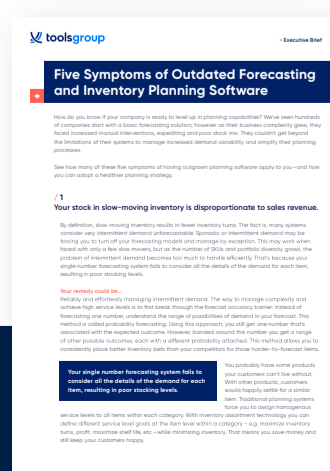 toolsgroup
• Executive Brief
Five Symptoms of Outdated Forecasting
and Inventory Planning Software
How do you know if your company is ready to level up in planning capabilities? We've seen hundreds
of companies start with a basic forecasting solution; however as their business complexity grew, they
faced increased manual interventions, expediting and poor stock mix. They couldn't get beyond
the limitations of their systems to manage increased demand variability and simplify their planning
processes.
See how many of these five symptoms of having outgrown planning software apply to you—and how
you can adopt a healthier planning strategy.
/ 1
Your stock in slow-moving inventory is disproportionate to sales revenue.
By definition, slow-moving inventory results in fewer inventory turns. The fact is, many systems
consider very intermittent demand unforecastable. Sporadic or intermittent demand may be
forcing you to turn off your forecasting models and manage by exception. This may work when
faced with only a few slow movers, but as the number of SKUs and portfolio diversity grows, the
problem of intermittent demand becomes too much to handle efficiently. That's because your
single number forecasting system fails to consider all the details of the demand for each item,
resulting in poor stocking levels.
Your remedy could be...
Reliably and effortlessly managing intermittent demand. The way to manage complexity and
achieve high service levels is to first break through the forecast accuracy barrier. Instead of
forecasting one number, understand the range of possibilities of demand in your forecast. This
method is called probability forecasting. Using this approach, you still get one number that's
associated with the expected outcome. However, banded around this number you get a range
of other possible outcomes, each with a different probability attached. This method allows you to
consistently place better inventory bets than your competitors for those harder-to-forecast items.
Your single number forecasting system fails to
consider all the details of the demand for each
item, resulting in poor stocking levels.
You probably have some products
your customers can't live without.
With other products, customers
would happily settle for a similar
item. Traditional planning systems
force you to assign homogenous
service levels to all items within each category. With inventory assortment technology you can
define different service level goals at the item level within a category - e.g. maximize inventory
turns, profit, maximize shelf life, etc.–while minimizing inventory. That means you save money and
still keep your customers happy.